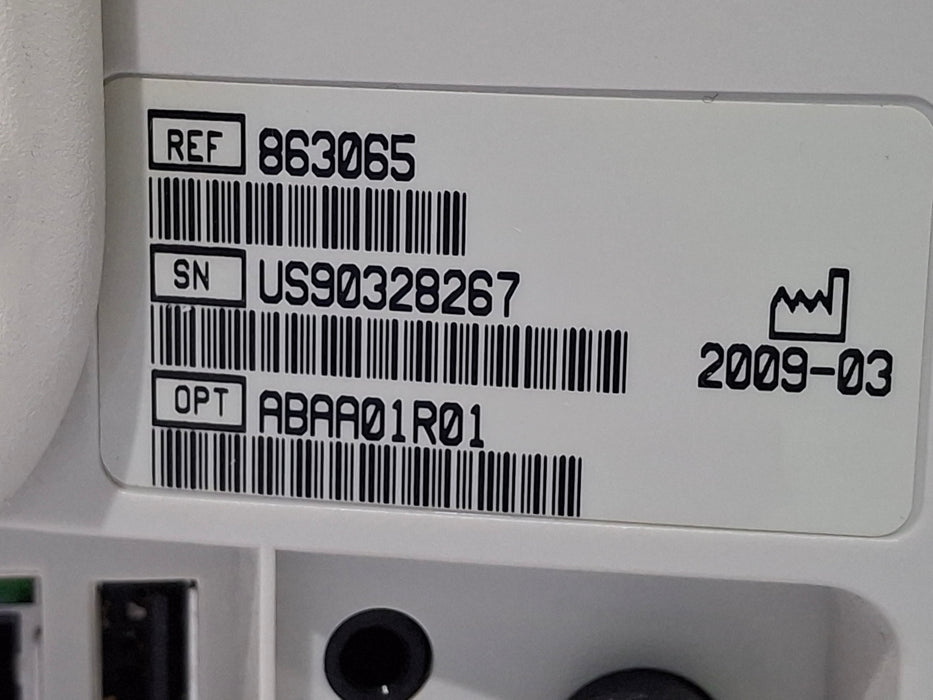 REF 863065
SN US90328267
2009-03
OPT ABAA01R01